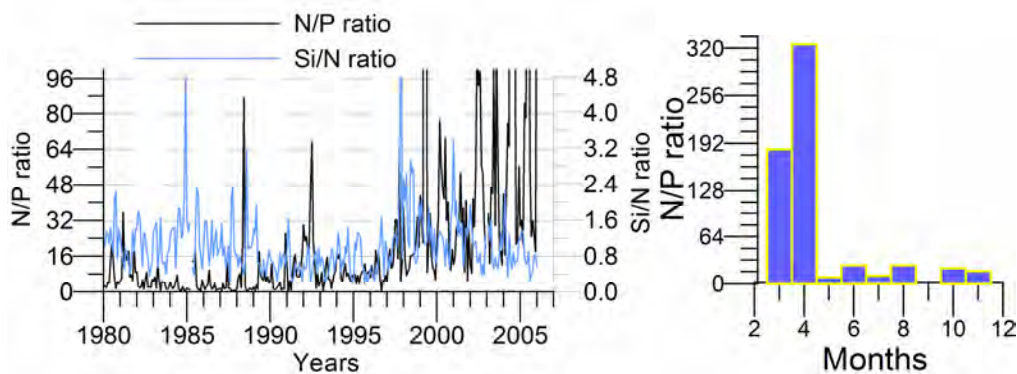 N/P ratio
Si/N ratio
96
80
64
48
32
16
0
N/P ratio
4.8
4.0
3.2
2.4
1.6
0.8
0.0
Si/N ratio
1980 1985 1990 1995 2000 2005
Years
320
256
192
128
64
0
N/P ratio
2 4 6 8 10 12
Months